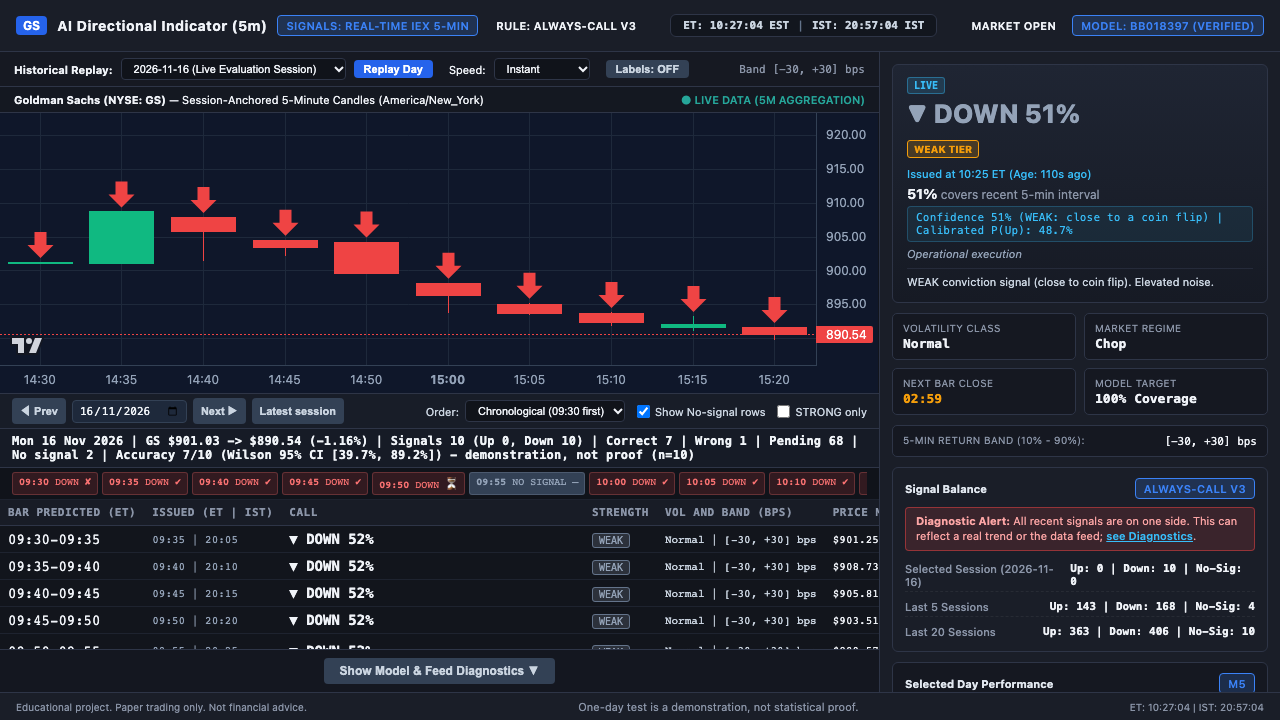 GS AI Directional Indicator (5m) SIGNALS: REAL-TIME IEX 5-MIN RULE: ALWAYS-CALL V3 ET: 10:27:04 EST | IST: 20:57:04 IST MARKET OPEN MODEL: BB018397 (VERIFIED)
Historical Replay: 2026-11-16 (Live Evaluation Session) Replay Day Speed: Instant Labels: OFF Band [−30, +30] bps
Goldman Sachs (NYSE: GS) — Session-Anchored 5-Minute Candles (America/New_York) LIVE DATA (5M AGGREGATION)
920.00
915.00
910.00
905.00
900.00
895.00
890.54
14:30 14:35 14:40 14:45 14:50 15:00 15:05 15:10 15:15 15:20
◀ Prev 16/11/2026 Next ▶ Latest session Order: Chronological (09:30 first) Show No-signal rows STRONG only
Mon 16 Nov 2026 | GS $901.03 −> $890.54 (−1.16%) | Signals 10 (Up 0, Down 10) | Correct 7 | Wrong 1 | Pending 68 |
No signal 2 | Accuracy 7/10 (Wilson 95% CI [39.7%, 89.2%]) — demonstration, not proof (n=10)
09:30 DOWN ✘ 09:35 DOWN ✔ 09:40 DOWN ✔ 09:45 DOWN ✔ 09:50 DOWN ⌛ 09:55 NO SIGNAL — 10:00 DOWN ✔ 10:05 DOWN ✔ 10:10 DOWN ✔
BAR PREDICTED (ET) ISSUED (ET | IST) CALL STRENGTH VOL AND BAND (BPS) PRICE
09:30−09:35 09:35 | 20:05 ▼ DOWN 52% WEAK Normal | [−30, +30] bps $901.25
09:35−09:40 09:40 | 20:10 ▼ DOWN 52% WEAK Normal | [−30, +30] bps $908.73
09:40−09:45 09:45 | 20:15 ▼ DOWN 52% WEAK Normal | [−30, +30] bps $905.81
09:45−09:50 09:50 | 20:20 ▼ DOWN 52% WEAK Normal | [−30, +30] bps $903.51
Show Model & Feed Diagnostics ▼
LIVE
▼ DOWN 51%
WEAK TIER
Issued at 10:25 ET (Age: 110s ago)
51% covers recent 5-min interval
Confidence 51% (WEAK: close to a coin flip) |
Calibrated P(Up): 48.7%
Operational execution
WEAK conviction signal (close to coin flip). Elevated noise.
VOLATILITY CLASS
Normal
MARKET REGIME
Chop
NEXT BAR CLOSE
02:59
MODEL TARGET
100% Coverage
5-MIN RETURN BAND (10% - 90%): [−30, +30] bps
Signal Balance ALWAYS-CALL V3
Diagnostic Alert: All recent signals are on one side. This can
reflect a real trend or the data feed; see Diagnostics.
Selected Session (2026-11-16) Up: 0 | Down: 10 | No−Sig: 0
Last 5 Sessions Up: 143 | Down: 168 | No−Sig: 4
Last 20 Sessions Up: 363 | Down: 406 | No−Sig: 10
Selected Day Performance M5
Educational project. Paper trading only. Not financial advice. One-day test is a demonstration, not statistical proof. ET: 10:27:04 | IST: 20:57:04